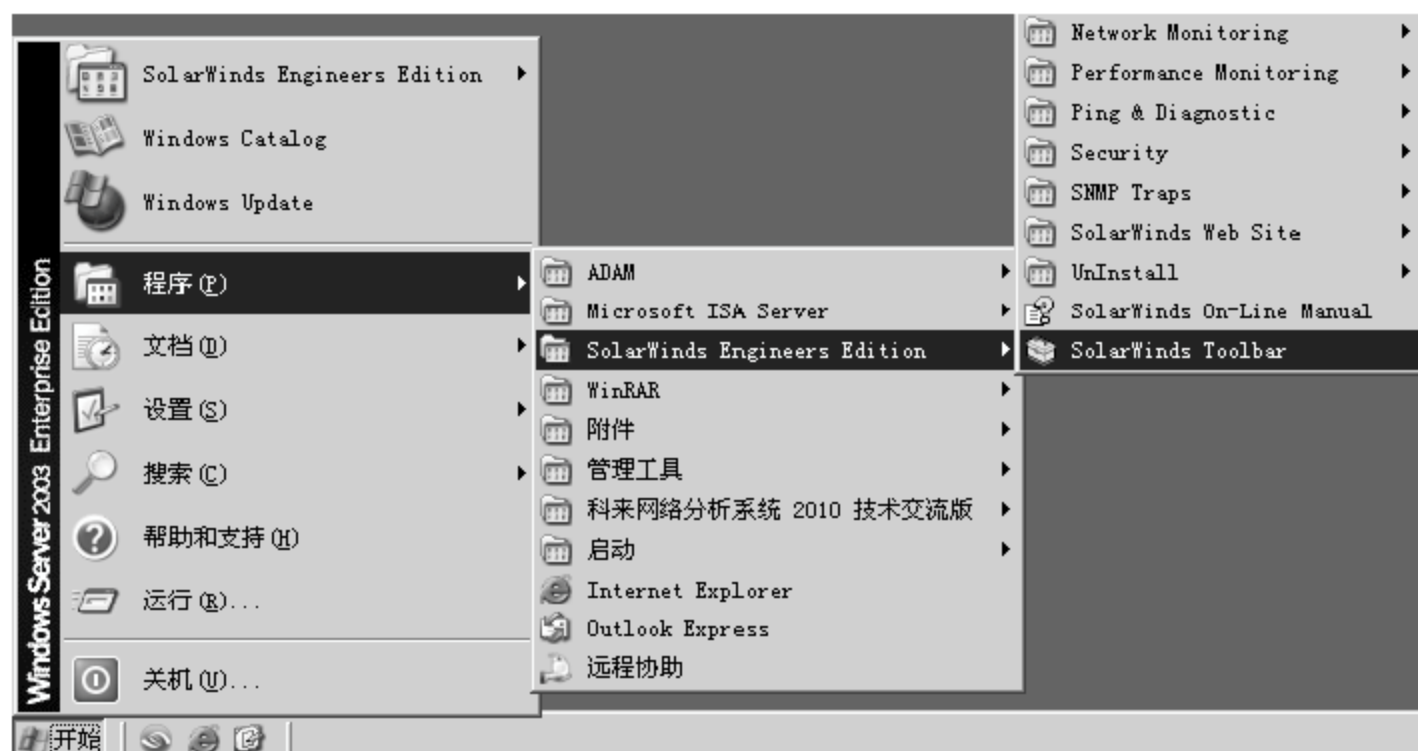 SolarWinds Engineers Edition
Windows Catalog
Windows Update
程序(P)
文档(D)
设置(S)
搜索(C)
帮助和支持(H)
运行(R)...
关机(U)...
Windows Server 2003 Enterprise Edition
ADAM
Microsoft ISA Server
SolarWinds Engineers Edition
WinRAR
附件
管理工具
科来网络分析系统 2010 技术交流版
启动
Internet Explorer
Outlook Express
远程协助
Network Monitoring
Performance Monitoring
Ping & Diagnostic
Security
SNMP Traps
SolarWinds Web Site
UnInstall
SolarWinds On-Line Manual
SolarWinds Toolbar
开始